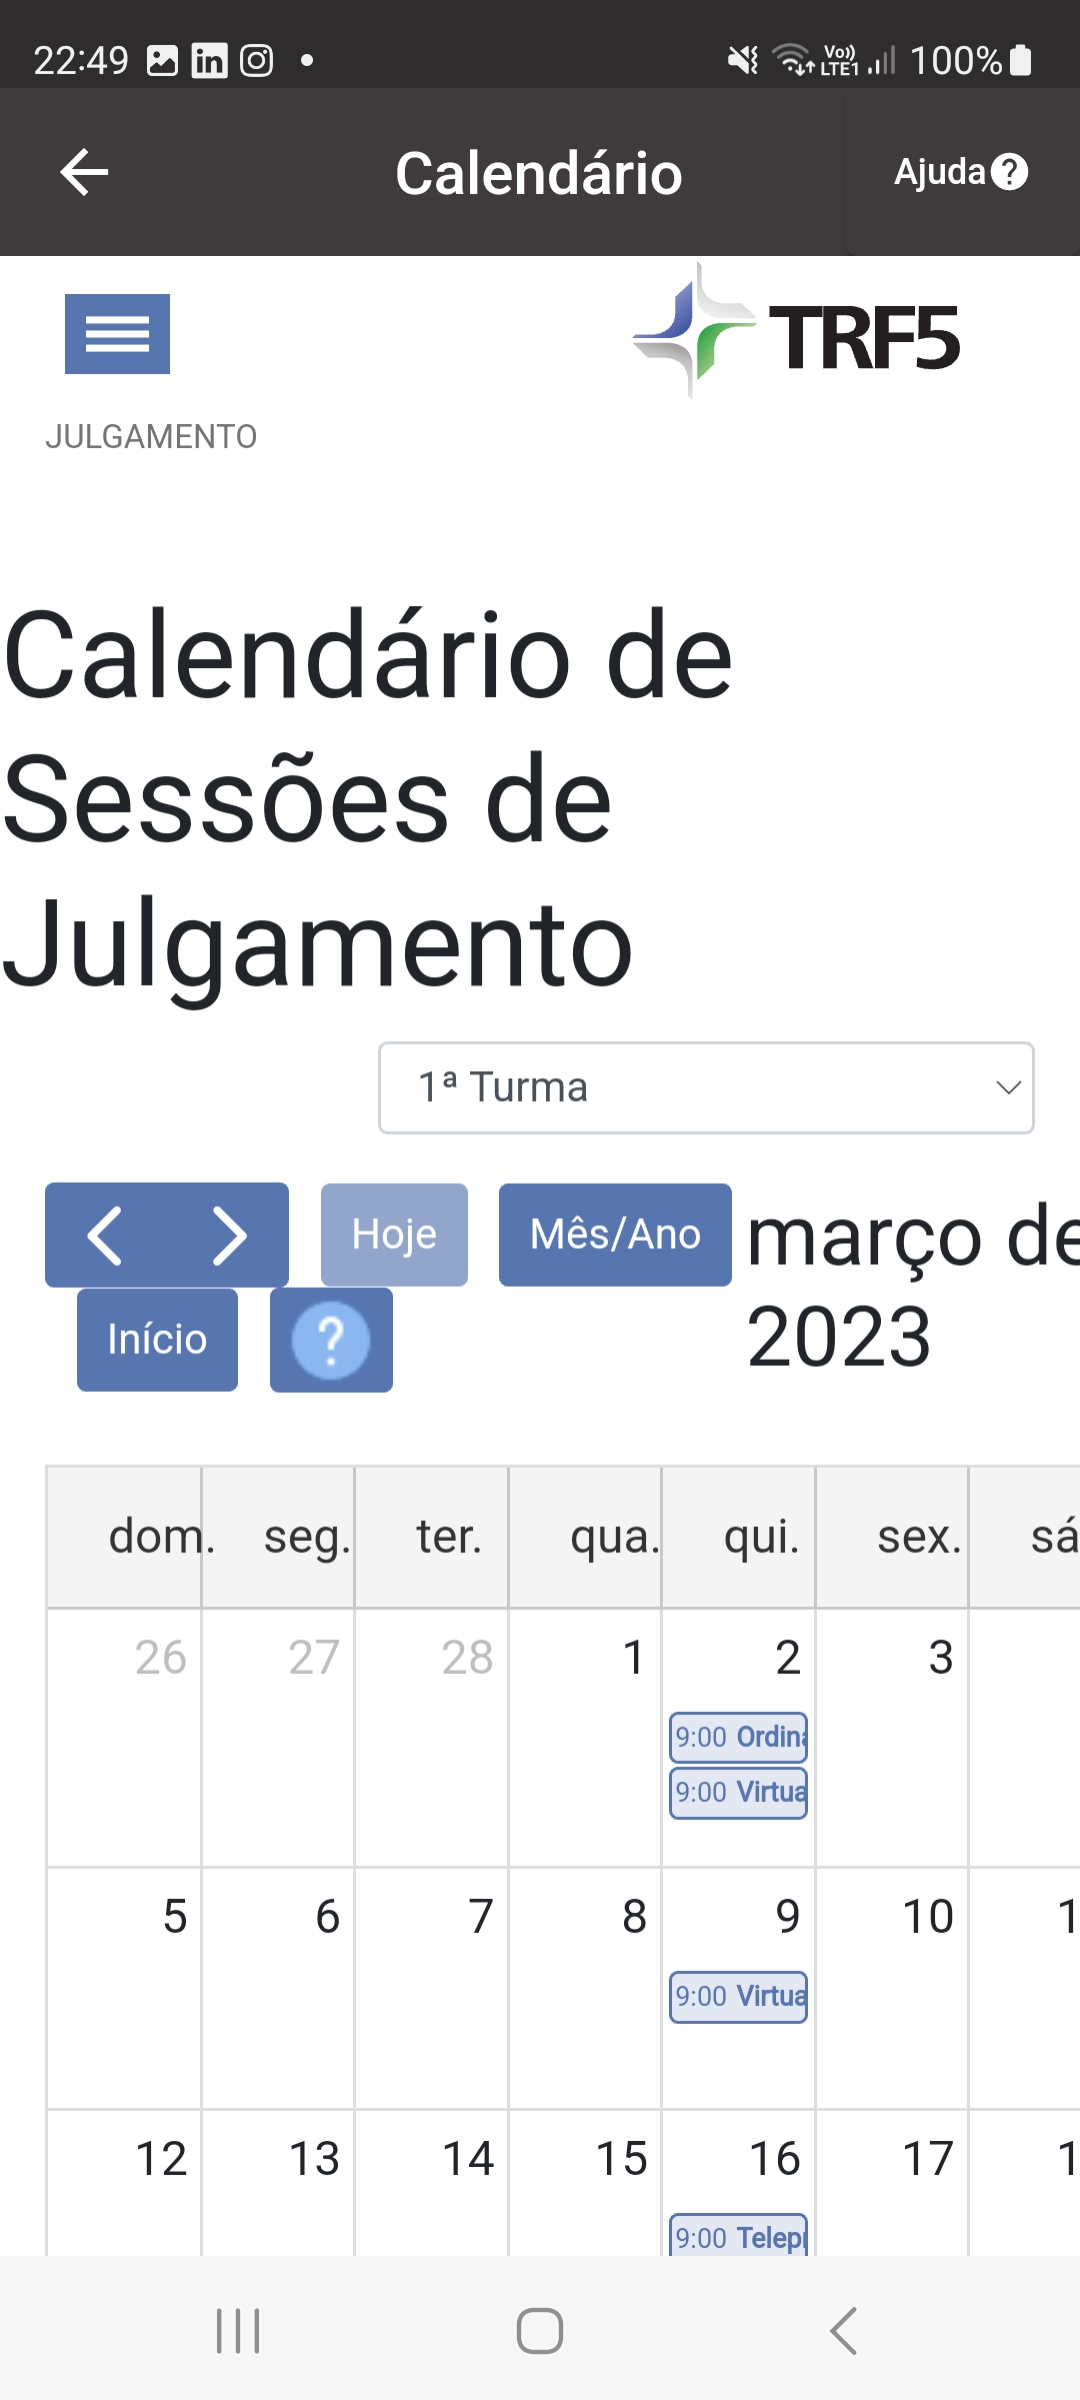 22:49
Vo))
LTE1
100%
Calendário
Ajuda
TRF5
JULGAMENTO
Calendário de
Sessões de
Julgamento
1ª Turma
Hoje
Mês/Ano
março de
2023
Início
?
dom. seg. ter. qua. qui. sex. sá
26 27 28 1 2 3
9:00 Ordin
9:00 Virtua
5 6 7 8 9 10 1
9:00 Virtua
12 13 14 15 16 17 1
9:00 Telep